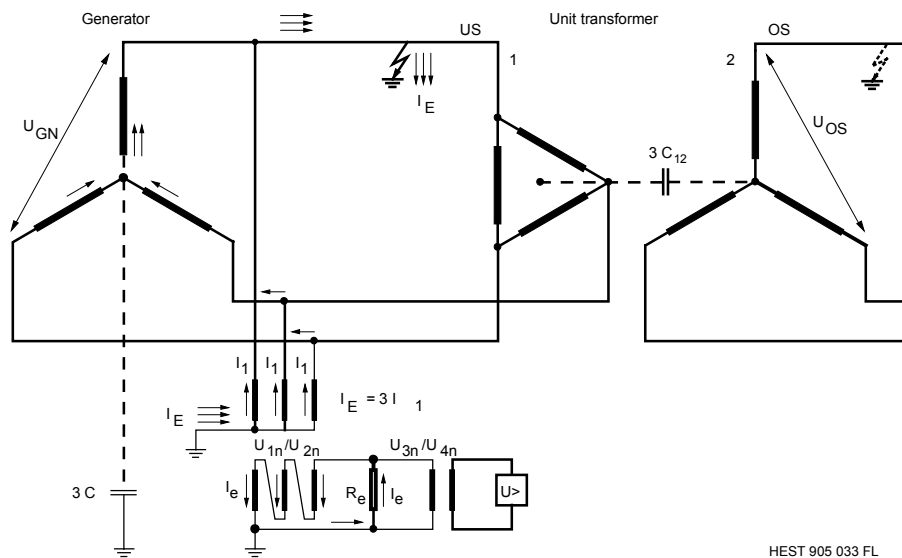 Generator
US
Unit transformer
OS
1
2
I E
U GN
U OS
3 C 12
I 1 I 1 I 1
I E = 3 I 1
I E
U 1n / U 2n
U 3n / U 4n
I e
R e
I e
U>
3 C
HEST 905 033 FL